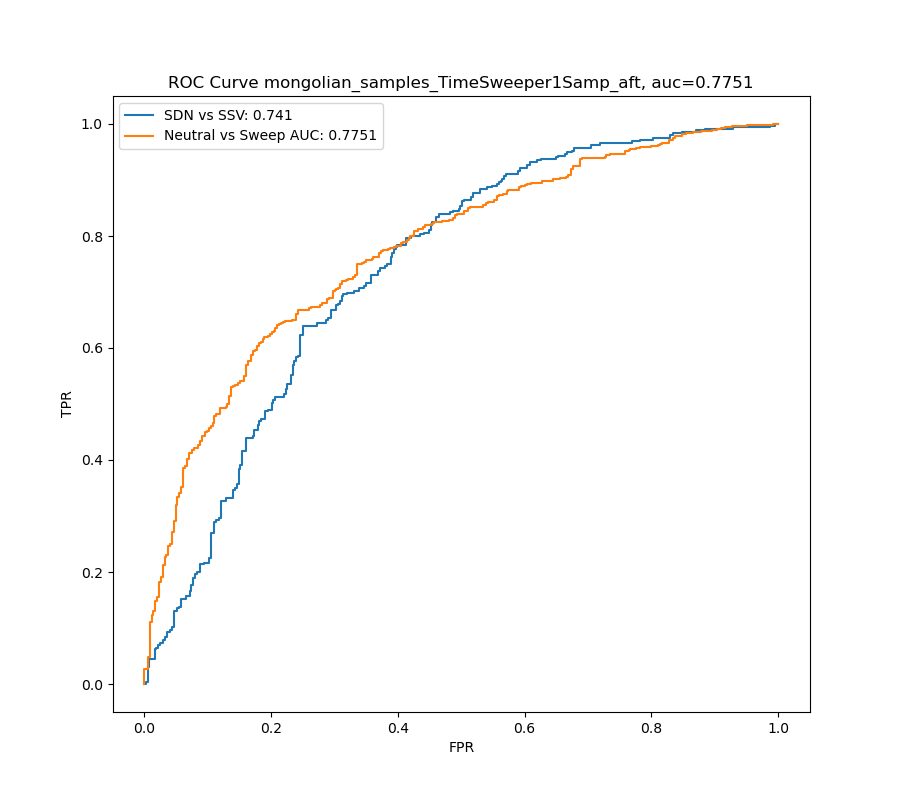 ROC Curve mongolian_samples_TimeSweeper1Samp_aft, auc=0.7751
SDN vs SSV: 0.741
Neutral vs Sweep AUC: 0.7751
1.0
0.8
0.6
0.4
0.2
0.0
TPR
0.0 0.2 0.4 0.6 0.8 1.0
FPR